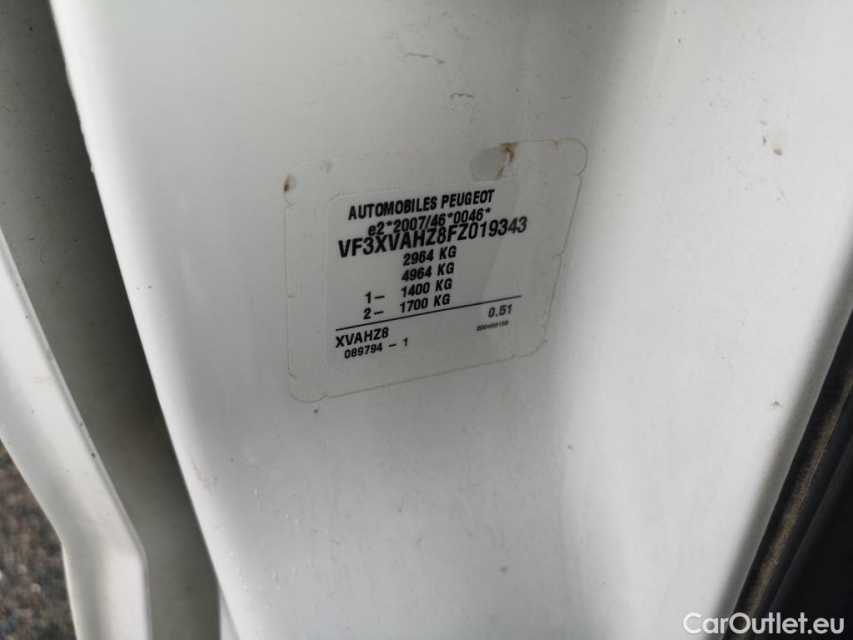 AUTOMOBILES PEUGEOT
e2*2007/46*0046*
VF3XVAHZ8FZ019343
2964 KG
4964 KG
1- 1400 KG
2- 1700 KG
0.51
XVAHZ8
089794 - 1
CarOutlet.eu